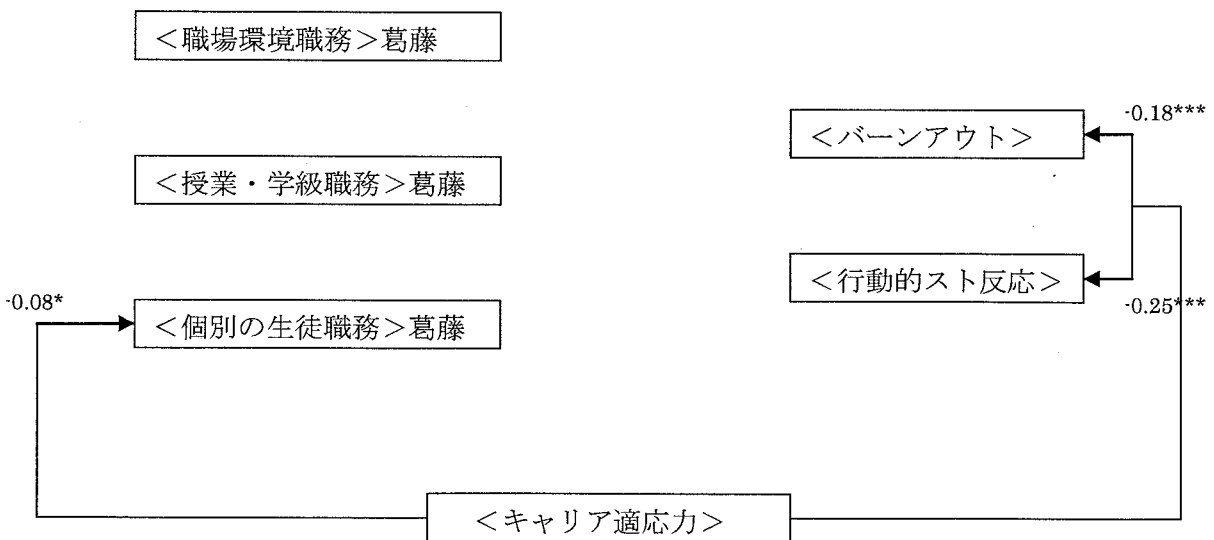 ＜職場環境職務＞葛藤
-0.18***
＜バーンアウト＞
＜授業・学級職務＞葛藤
＜行動的スト反応＞
-0.08*
-0.25***
＜個別の生徒職務＞葛藤
＜キャリア適応力＞